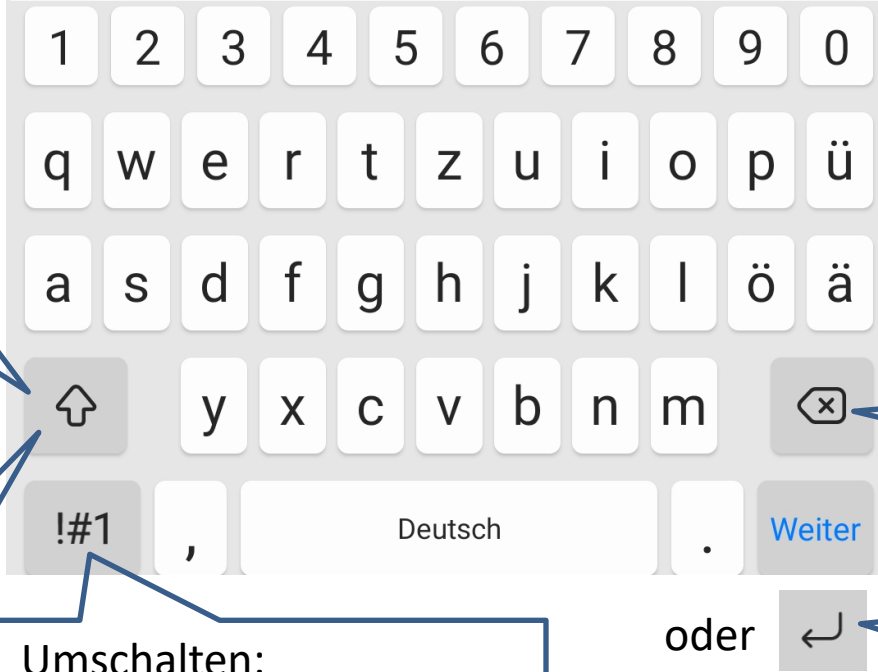 1 2 3 4 5 6 7 8 9 0
q w e r t z u i o p ü
a s d f g h j k l ö ä
y x c v b n m
!#1 , Deutsch . Weiter
oder
Umschalten: